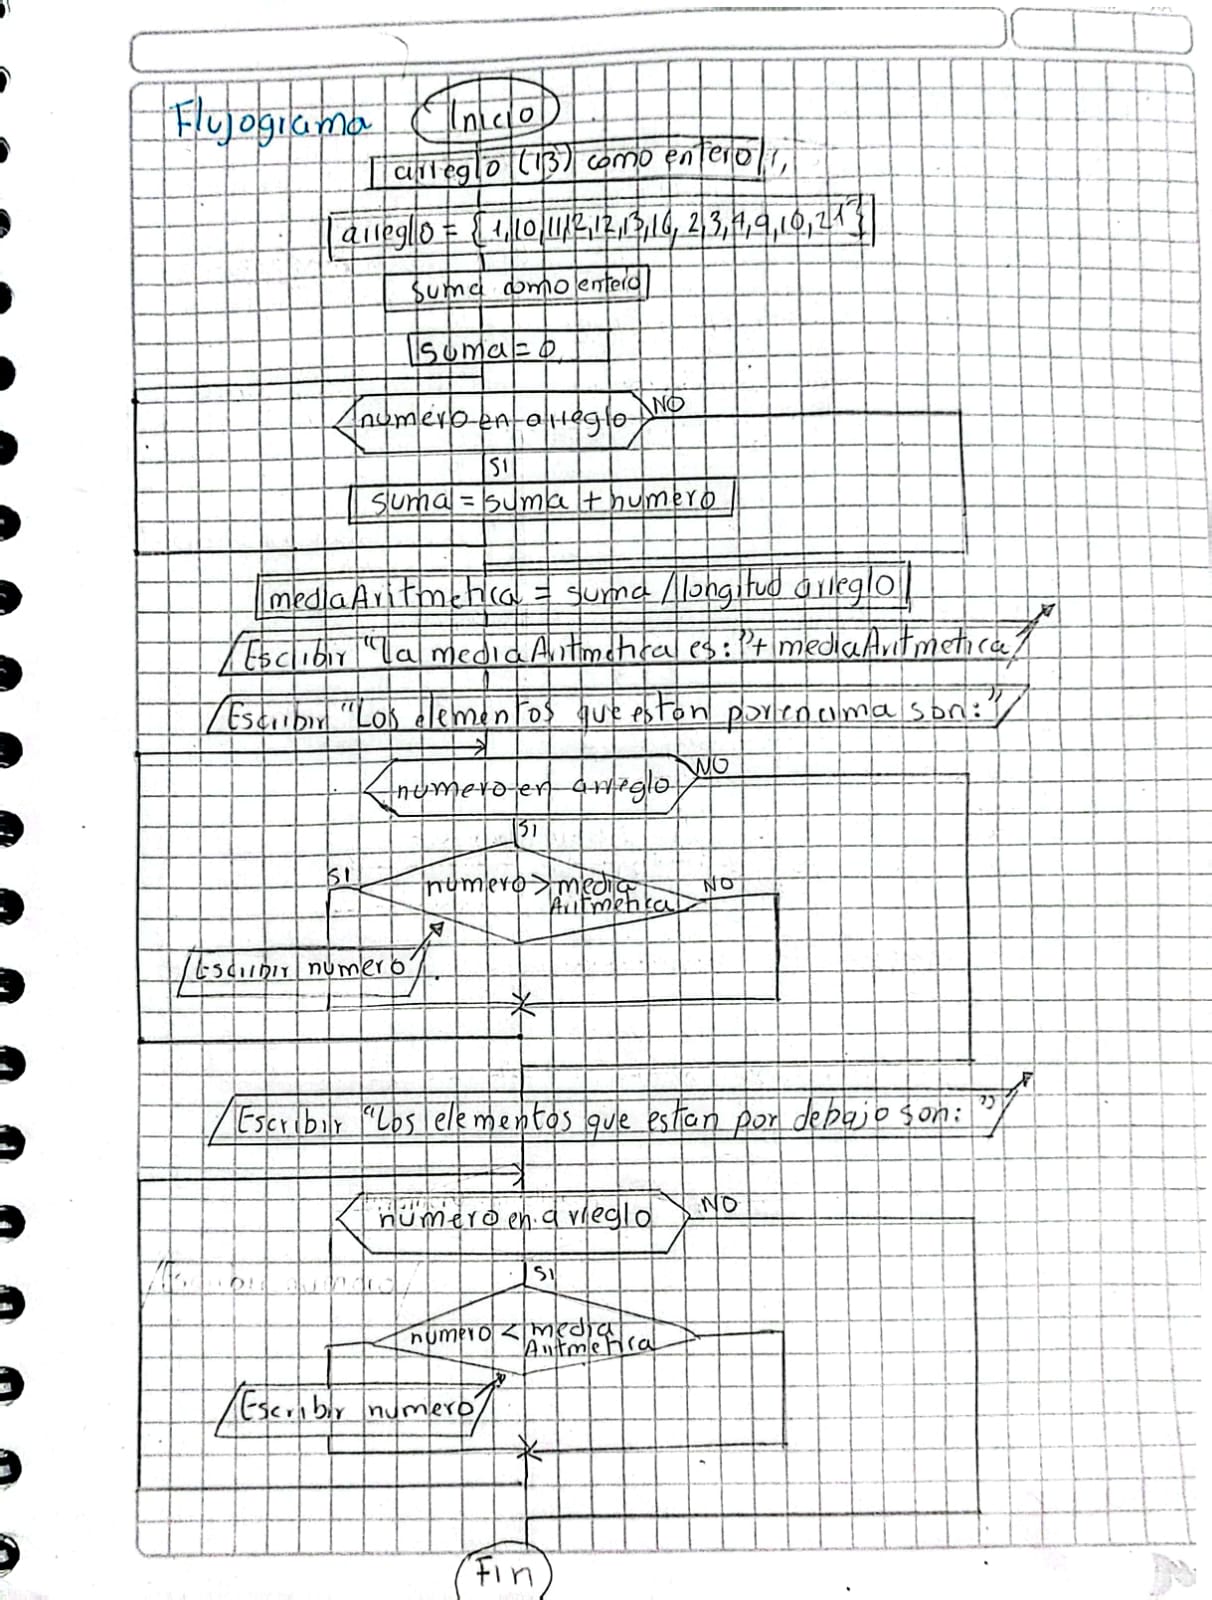 Flujograma
Inicio
arreglo (13) como entero
arreglo = {1,10,11,12,12,13,16,2,3,4,9,10,21}
suma como entero
suma = 0
numero en arreglo NO
SI
suma = suma + numero
mediaAritmetica = suma / longitud arreglo
Escribir "La mediaAritmetica es:"+ mediaAritmetica
Escribir "Los elementos que estan por encima son:"
numero en arreglo NO
SI
SI numero > media Aritmetica NO
Escribir numero
Escribir "Los elementos que estan por debajo son: "
numero en arreglo NO
SI
numero < media Aritmetica
Escribir numero
Fin